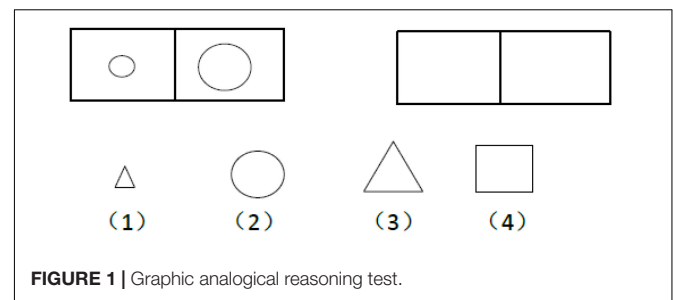 (1) (2) (3) (4)
FIGURE 1 | Graphic analogical reasoning test.